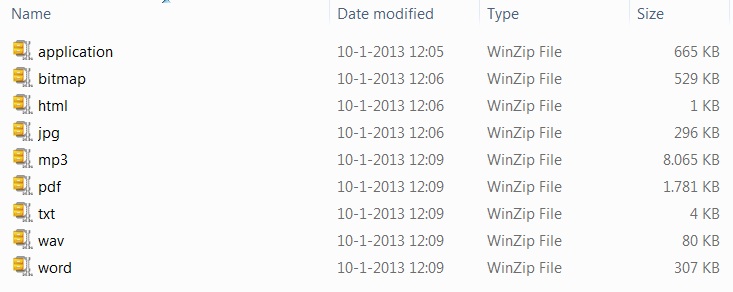 Name Date modified Type Size
application 10-1-2013 12:05 WinZip File 665 KB
bitmap 10-1-2013 12:06 WinZip File 529 KB
html 10-1-2013 12:06 WinZip File 1 KB
jpg 10-1-2013 12:06 WinZip File 296 KB
mp3 10-1-2013 12:09 WinZip File 8.065 KB
pdf 10-1-2013 12:09 WinZip File 1.781 KB
txt 10-1-2013 12:09 WinZip File 4 KB
wav 10-1-2013 12:09 WinZip File 80 KB
word 10-1-2013 12:09 WinZip File 307 KB